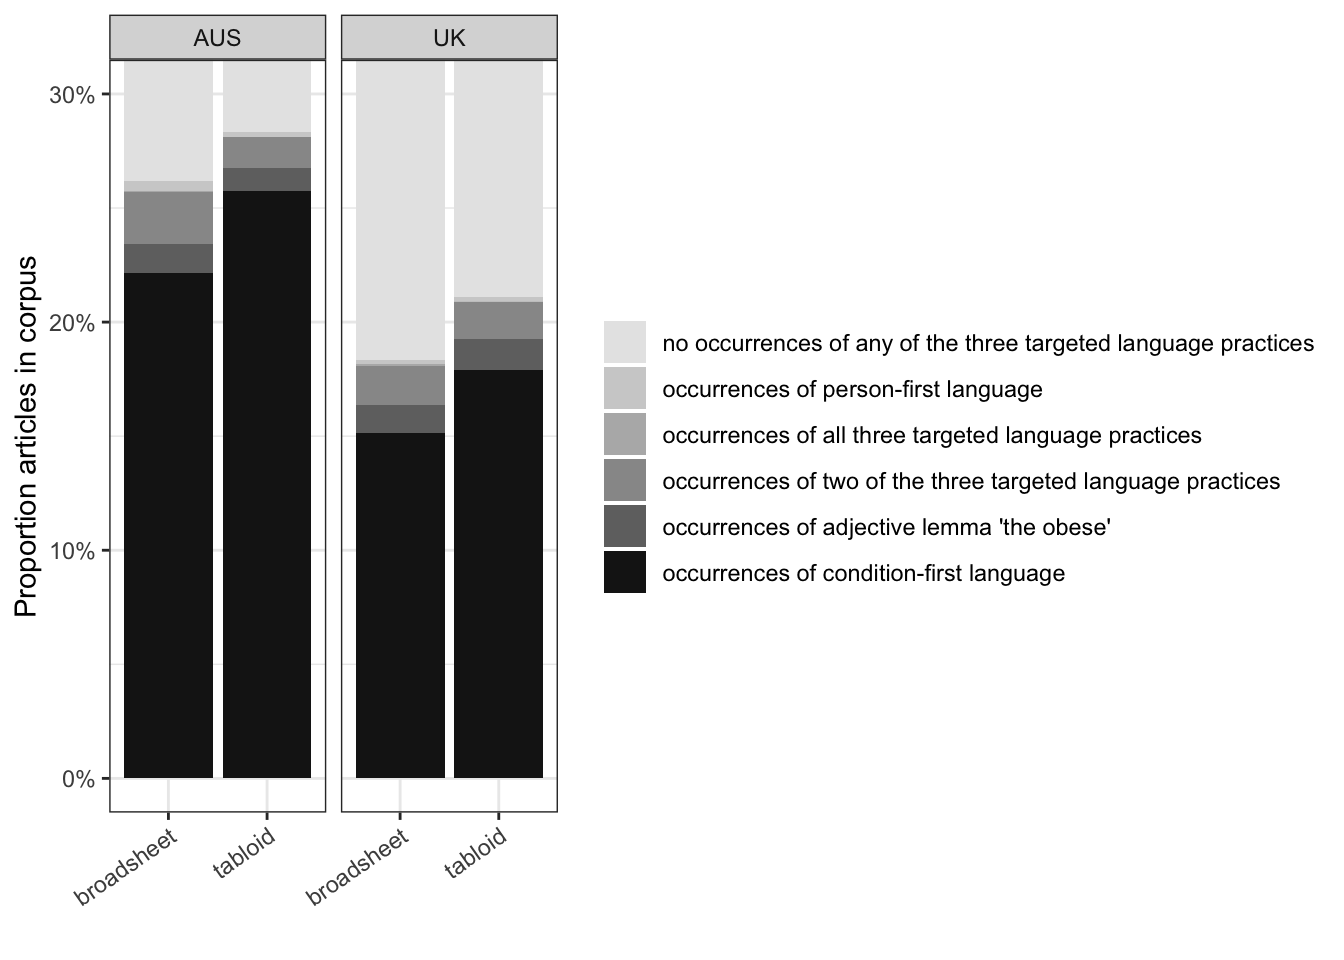 AUS
UK
30%
20%
10%
0%
Proportion articles in corpus
broadsheet
tabloid
broadsheet
tabloid
no occurrences of any of the three targeted language practices
occurrences of person-first language
occurrences of all three targeted language practices
occurrences of two of the three targeted language practices
occurrences of adjective lemma 'the obese'
occurrences of condition-first language